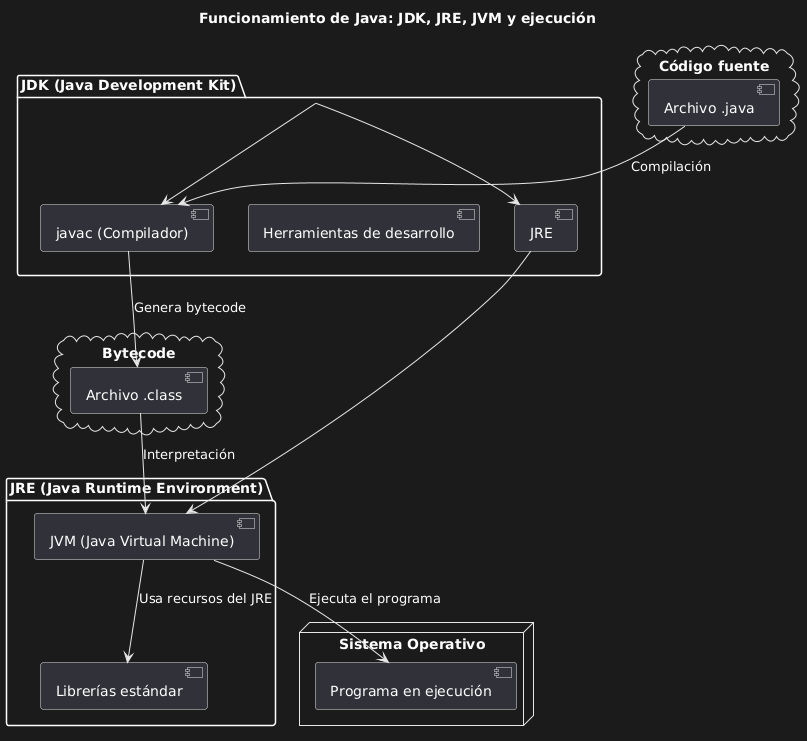 Funcionamiento de Java: JDK, JRE, JVM y ejecución
Código fuente
Archivo .java
JDK (Java Development Kit)
Compilación
javac (Compilador)
Herramientas de desarrollo
JRE
Genera bytecode
Bytecode
Archivo .class
Interpretación
JRE (Java Runtime Environment)
JVM (Java Virtual Machine)
Usa recursos del JRE
Ejecuta el programa
Sistema Operativo
Librerías estándar
Programa en ejecución